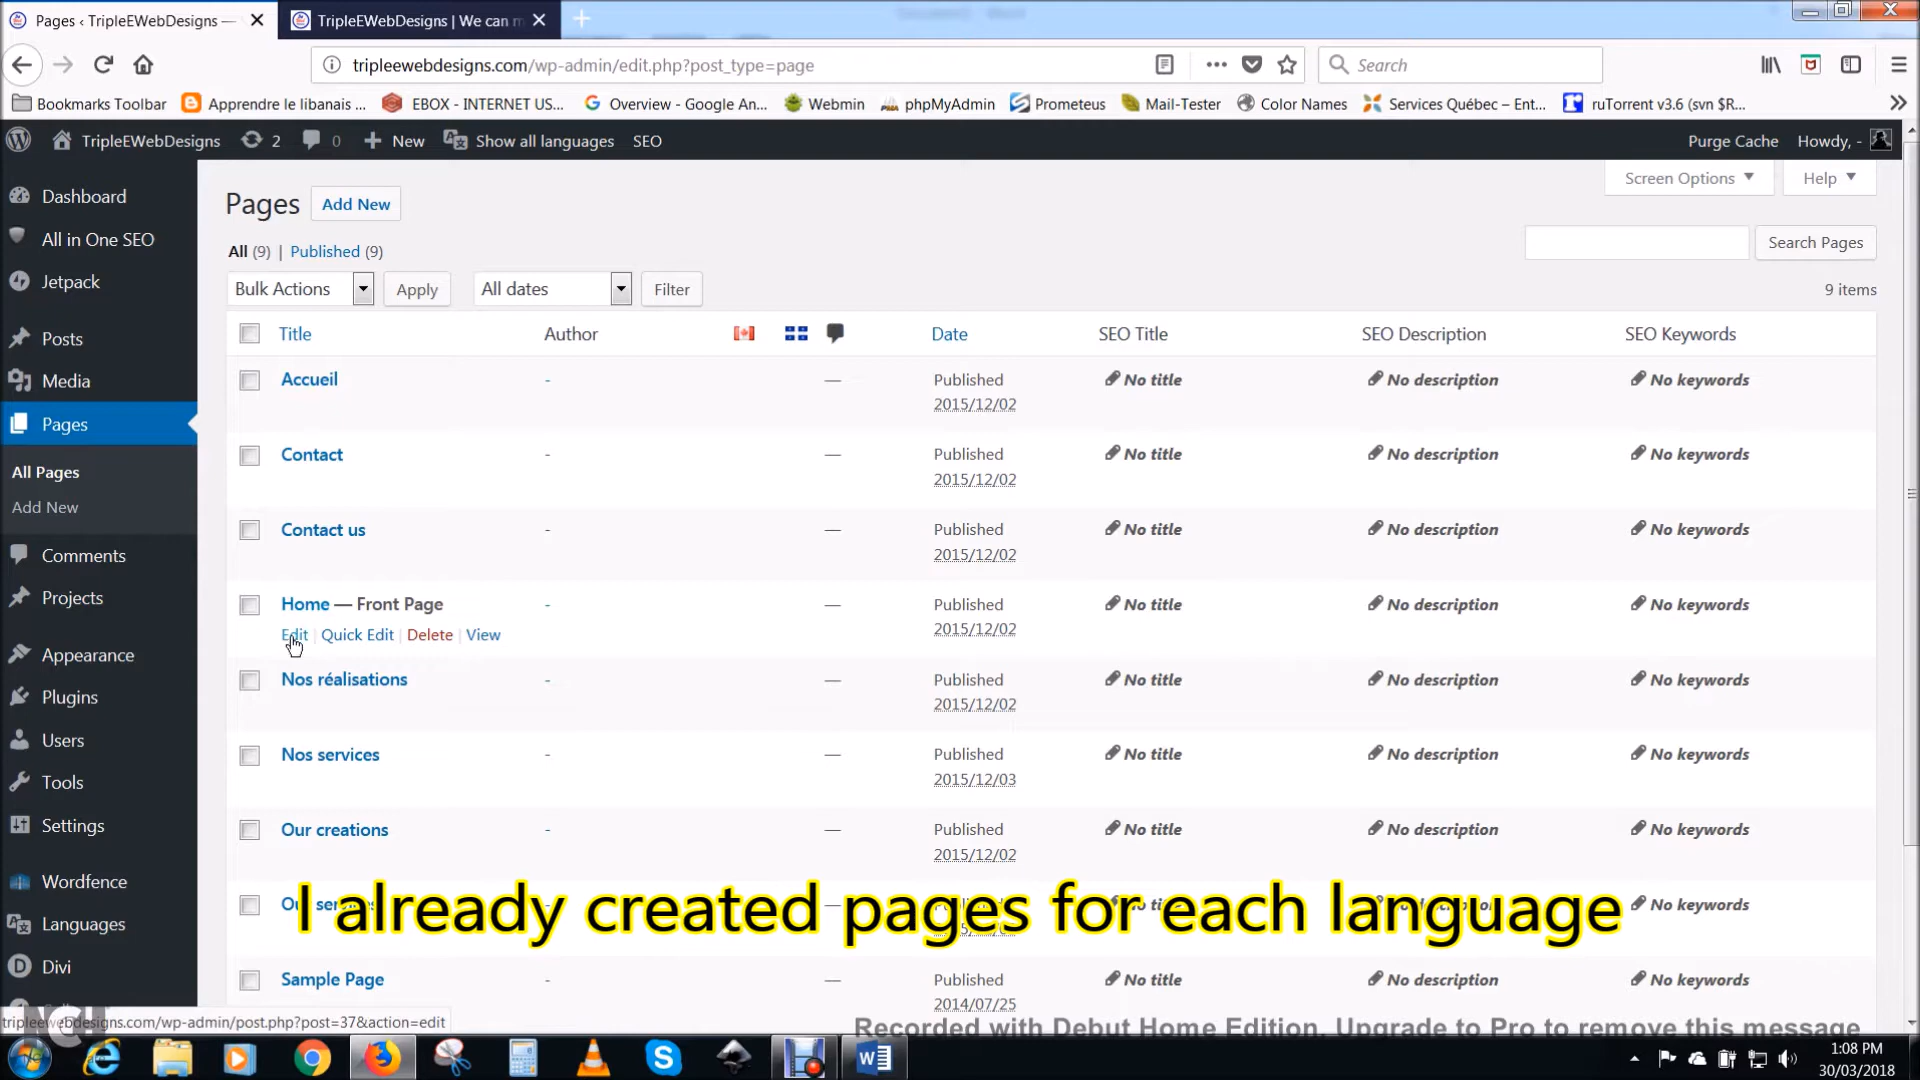 Pages ‹ TripleEWebDesigns —
TripleEWebDesigns | We can m
tripleewebdesigns.com/wp-admin/edit.php?post_type=page
Search
Bookmarks Toolbar
Apprendre le libanais ...
EBOX - INTERNET US...
Overview - Google An...
Webmin
phpMyAdmin
Prometeus
Mail-Tester
Color Names
Services Québec – Ent...
ruTorrent v3.6 (svn $R...
TripleEWebDesigns
2
0
New
Show all languages
SEO
Purge Cache
Howdy, -
Dashboard
All in One SEO
Jetpack
Posts
Media
Pages
All Pages
Add New
Comments
Projects
Appearance
Plugins
Users
Tools
Settings
Wordfence
Languages
Divi
Pages
Add New
Screen Options
Help
All (9) | Published (9)
Search Pages
Bulk Actions
Apply
All dates
Filter
9 items
Title
Author
Date
SEO Title
SEO Description
SEO Keywords
Accueil
-
—
Published
2015/12/02
No title
No description
No keywords
Contact
-
—
Published
2015/12/02
No title
No description
No keywords
Contact us
-
—
Published
2015/12/02
No title
No description
No keywords
Home — Front Page
Edit | Quick Edit | Delete | View
-
—
Published
2015/12/02
No title
No description
No keywords
Nos réalisations
-
—
Published
2015/12/02
No title
No description
No keywords
Nos services
-
—
Published
2015/12/03
No title
No description
No keywords
Our creations
-
—
Published
2015/12/02
No title
No description
No keywords
I already created pages for each language
No keywords
Sample Page
-
—
Published
2014/07/25
No title
No description
No keywords
tripleewebdesigns.com/wp-admin/post.php?post=37&action=edit
NCH
Recorded with Debut Home Edition. Upgrade to Pro to remove this message
1:08 PM
30/03/2018